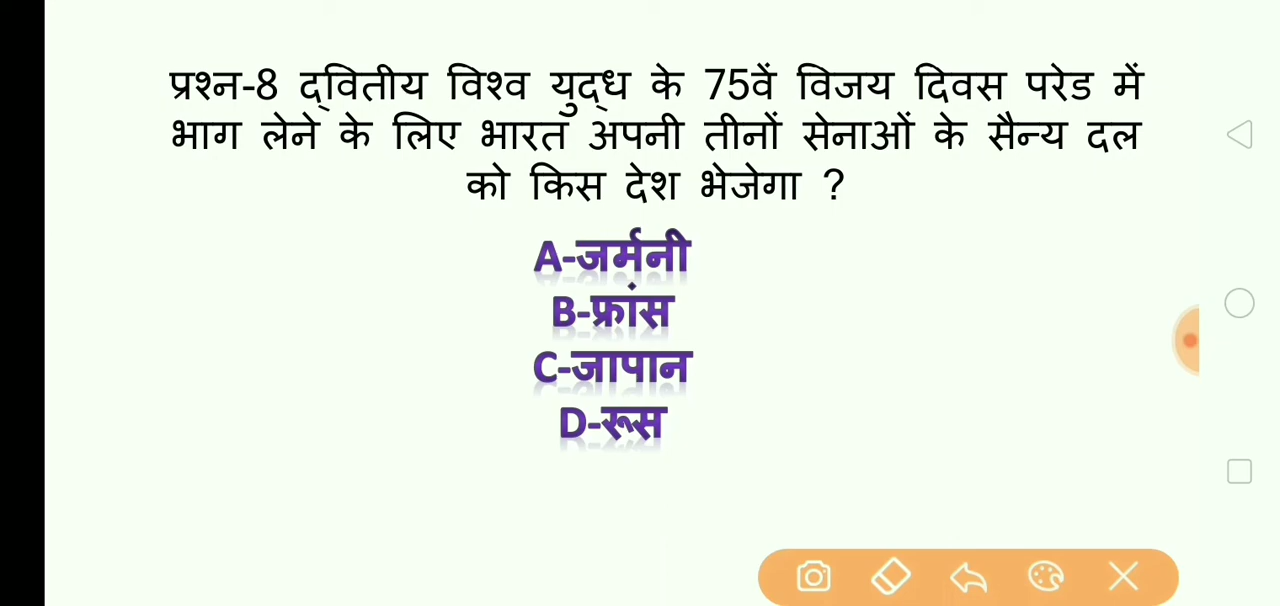 प्रश्न-8 द्वितीय विश्व युद्ध के 75वें विजय दिवस परेड में
भाग लेने के लिए भारत अपनी तीनों सेनाओं के सैन्य दल
को किस देश भेजेगा ?
A-जर्मनी
B-फ्रांस
C-जापान
D-रूस